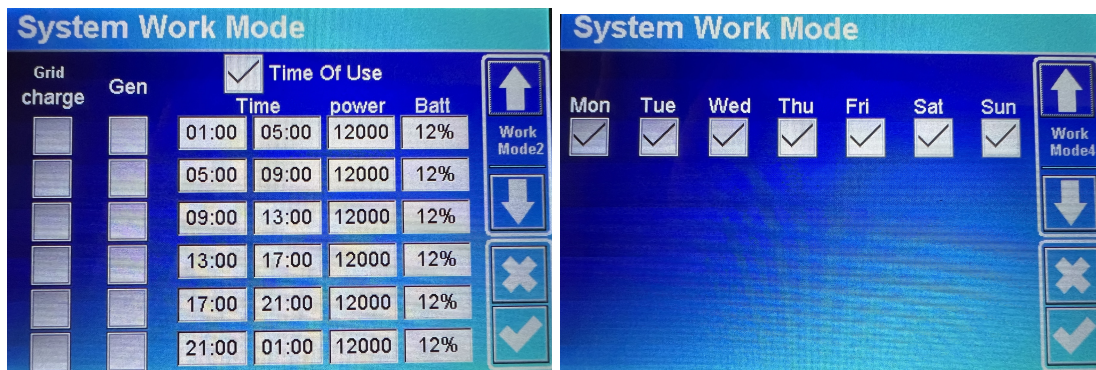 System Work Mode
Grid charge
Gen
Time Of Use
Time power Batt
01:00 05:00 12000 12%
05:00 09:00 12000 12%
09:00 13:00 12000 12%
13:00 17:00 12000 12%
17:00 21:00 12000 12%
21:00 01:00 12000 12%
Work
Mode2
System Work Mode
Mon Tue Wed Thu Fri Sat Sun
Work
Mode4